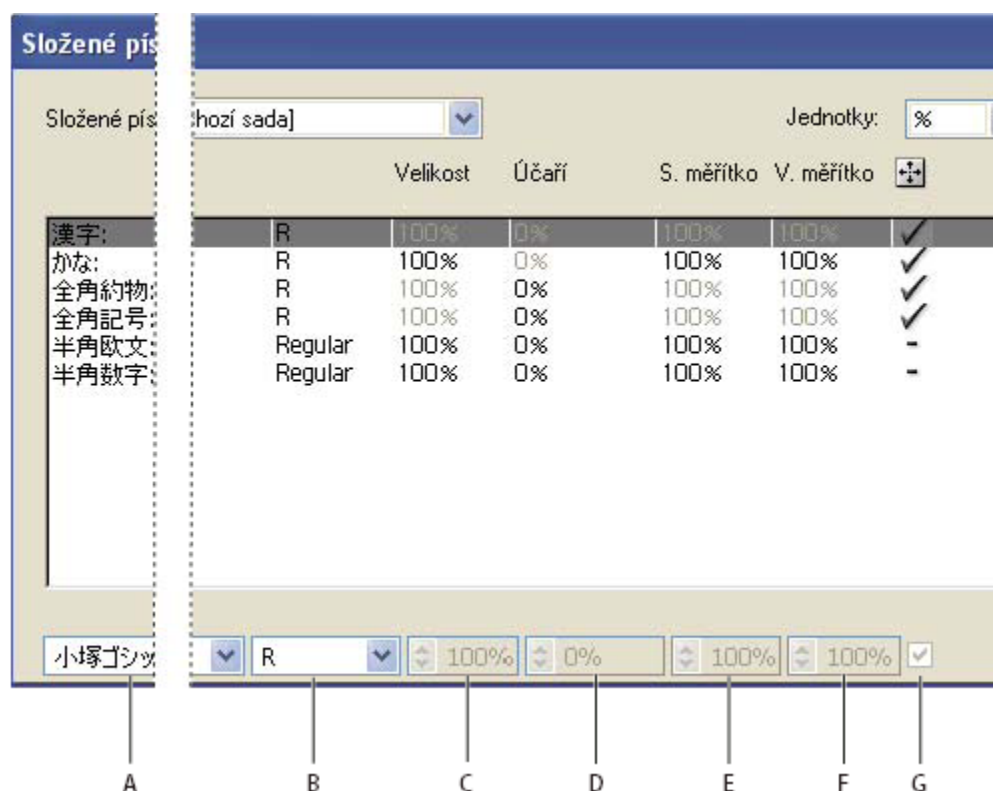 Složené pís
Složené pís hozí sada] Jednotky: %
Velikost Účaří S. měřítko V. měřítko
漢字: R 100% 0% 100% 100%
かな: R 100% 0% 100% 100%
全角約物: R 100% 0% 100% 100%
全角記号: R 100% 0% 100% 100%
半角欧文: Regular 100% 0% 100% 100% -
半角数字: Regular 100% 0% 100% 100% -
小塚ゴシッ R 100% 0% 100% 100%
A B C D E F G